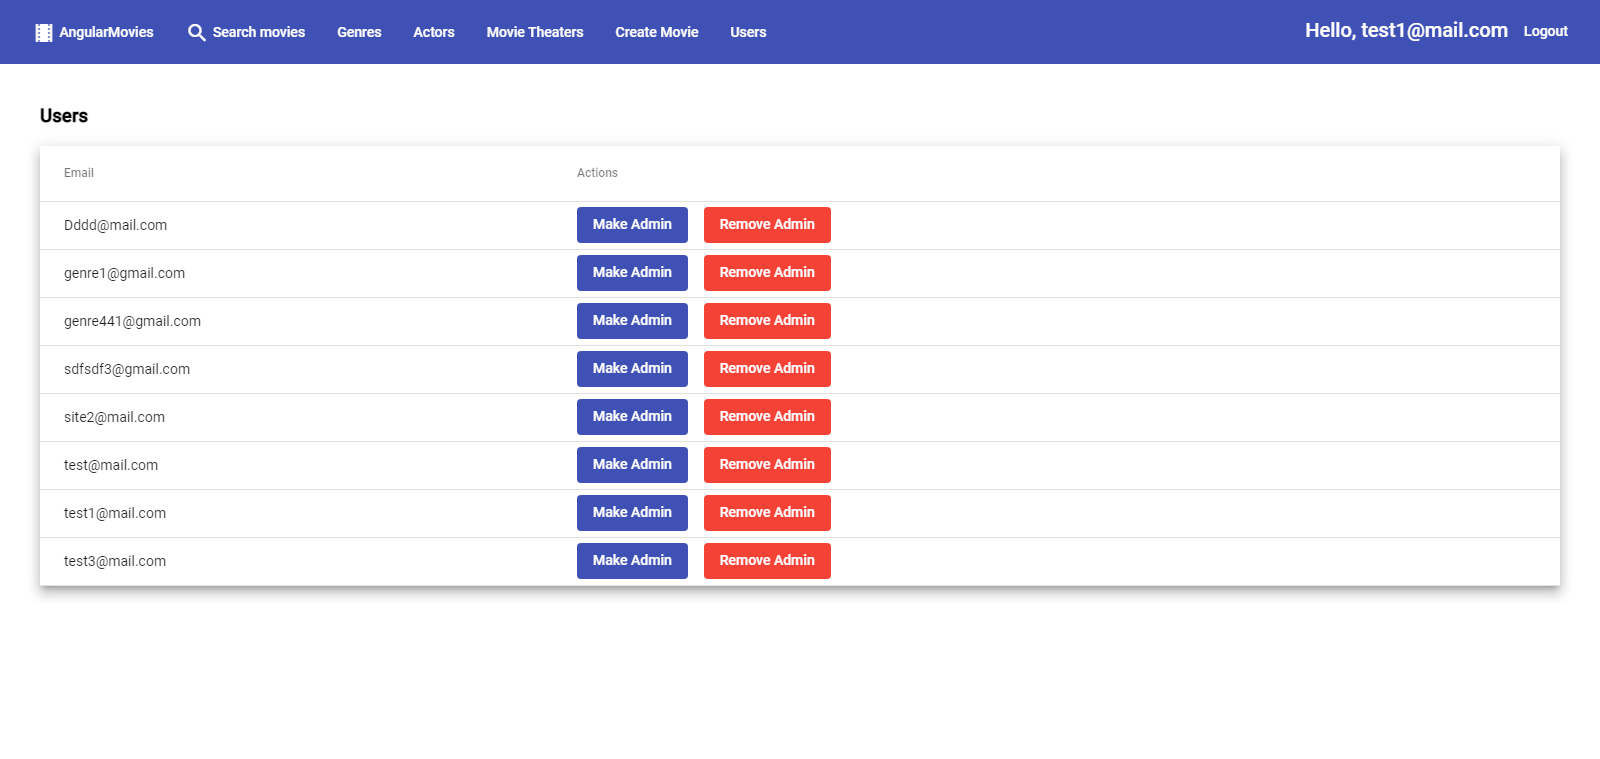 AngularMovies Search movies Genres Actors Movie Theaters Create Movie Users Hello, test1@mail.com Logout
Users
Email Actions
Dddd@mail.com Make Admin Remove Admin
genre1@gmail.com Make Admin Remove Admin
genre441@gmail.com Make Admin Remove Admin
sdfsdf3@gmail.com Make Admin Remove Admin
site2@mail.com Make Admin Remove Admin
test@mail.com Make Admin Remove Admin
test1@mail.com Make Admin Remove Admin
test3@mail.com Make Admin Remove Admin